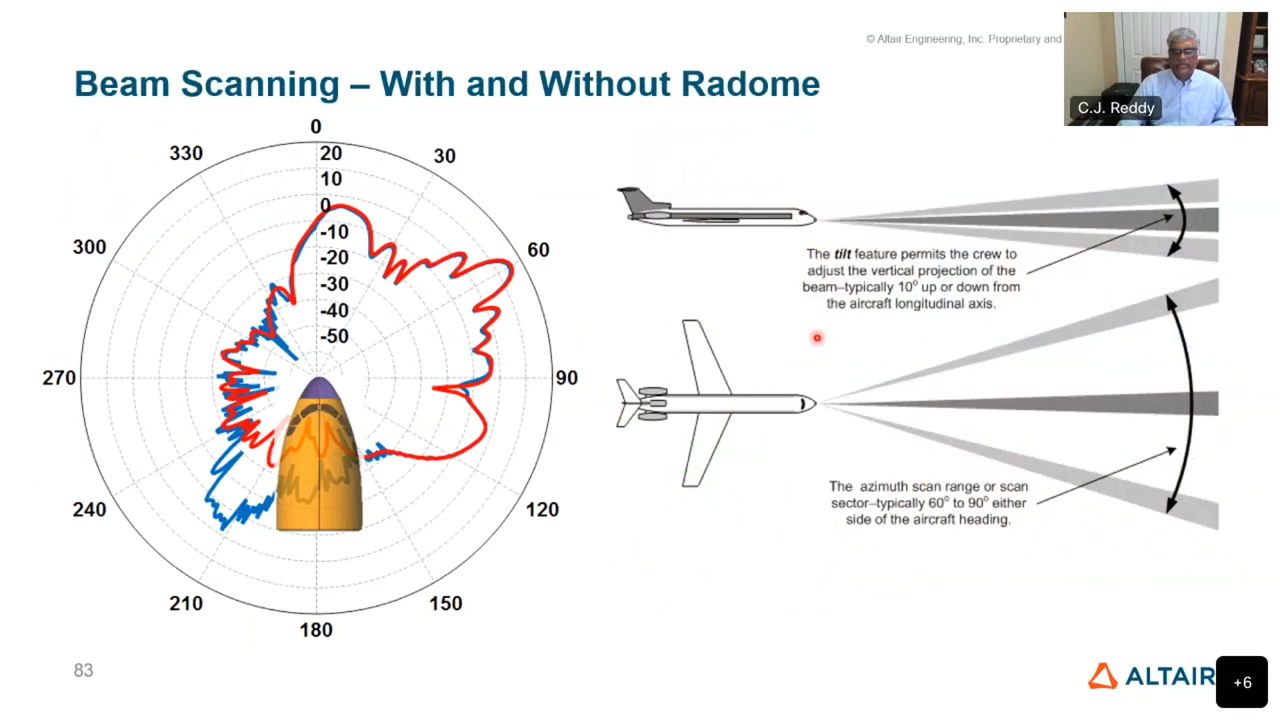 © Altair Engineering, Inc. Proprietary and
C.J. Reddy
Beam Scanning – With and Without Radome
0
330
20
30
10
0
300
-10
60
-20
-30
-40
-50
270
90
240
120
210
150
180
The tilt feature permits the crew to
adjust the vertical projection of the
beam–typically 10° up or down from
the aircraft longitudinal axis.
The azimuth scan range or scan
sector–typically 60° to 90° either
side of the aircraft heading.
83
ALTAIR
+6